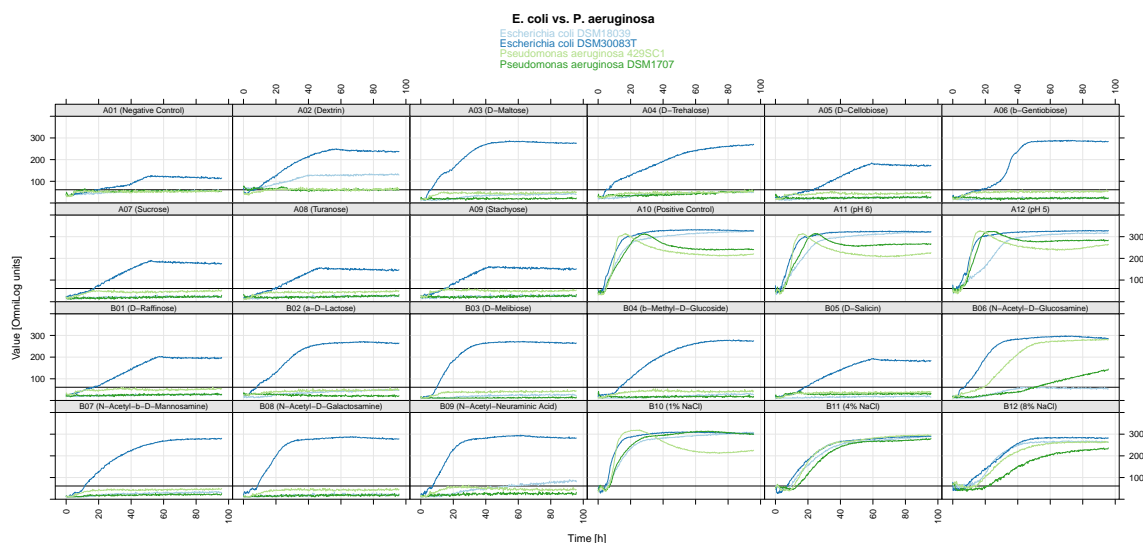 E. coli vs. P. aeruginosa
Escherichia coli DSM18039
Escherichia coli DSM30083T
Pseudomonas aeruginosa 429SC1
Pseudomonas aeruginosa DSM1707
0 20 40 60 80 100 0 20 40 60 80 100 0 20 40 60 80 100
A01 (Negative Control) A02 (Dextrin) A03 (D−Maltose) A04 (D−Trehalose) A05 (D−Cellobiose) A06 (b−Gentiobiose)
300
200
100
A07 (Sucrose) A08 (Turanose) A09 (Stachyose) A10 (Positive Control) A11 (pH 6) A12 (pH 5)
300
200
100
B01 (D−Raffinose) B02 (a−D−Lactose) B03 (D−Melibiose) B04 (b−Methyl−D−Glucoside) B05 (D−Salicin) B06 (N−Acetyl−D−Glucosamine)
300
200
100
B07 (N−Acetyl−b−D−Mannosamine) B08 (N−Acetyl−D−Galactosamine) B09 (N−Acetyl−Neuraminic Acid) B10 (1% NaCl) B11 (4% NaCl) B12 (8% NaCl)
300
200
100
0 20 40 60 80 100 0 20 40 60 80 100 0 20 40 60 80 100
Time [h]
Value [OmniLog units]